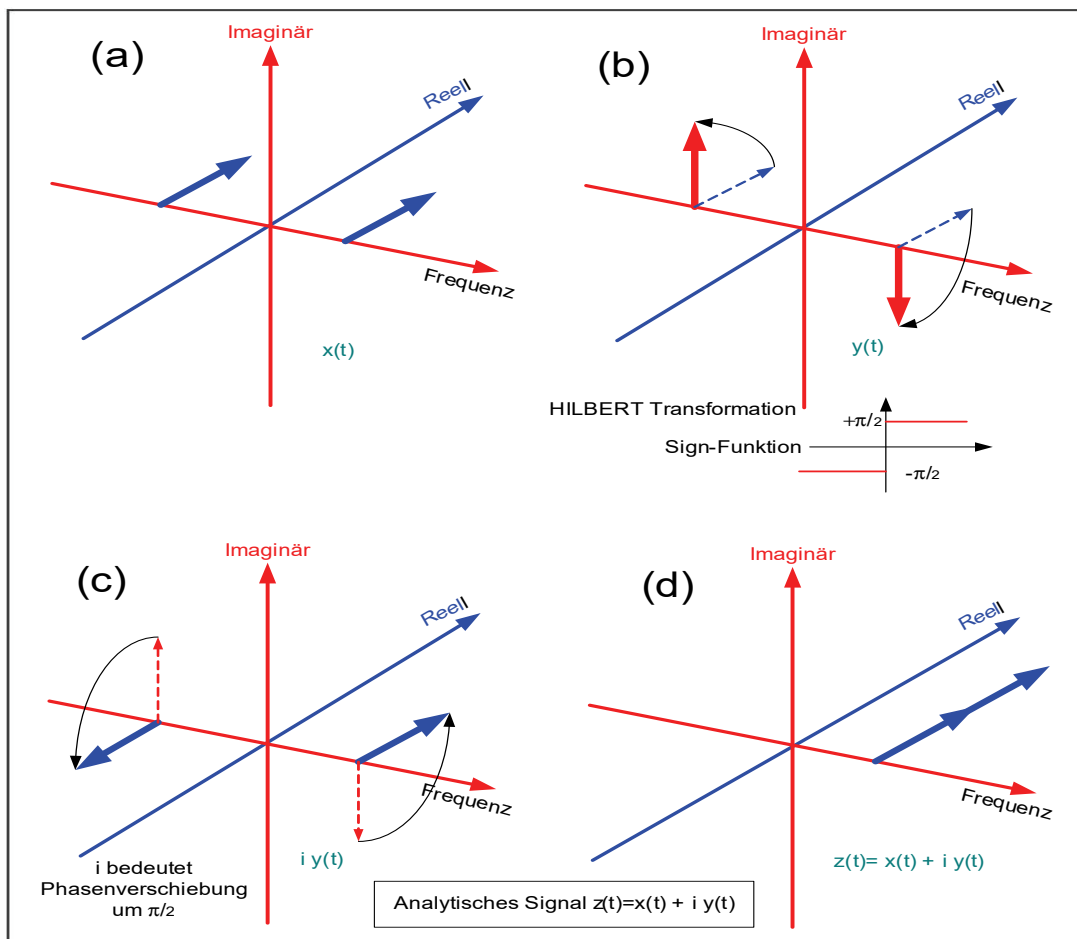 (a)
Imaginär
Reell
Frequenz
x(t)
(b)
Imaginär
Reell
Frequenz
y(t)
HILBERT Transformation
+π/2
Sign-Funktion
-π/2
(c)
Imaginär
Reell
Frequenz
i y(t)
i bedeutet
Phasenverschiebung
um π/2
(d)
Imaginär
Reell
Frequenz
z(t)= x(t) + i y(t)
Analytisches Signal z(t)=x(t) + i y(t)